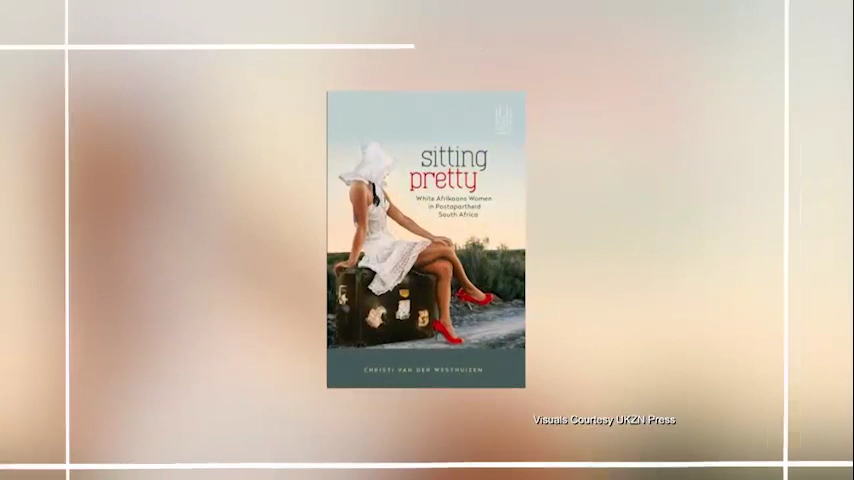 sitting
pretty
White Afrikaans Women
in Postapartheid
South Africa
CHRISTI VAN DER WESTHUIZEN
Visuals Courtesy UKZN Press